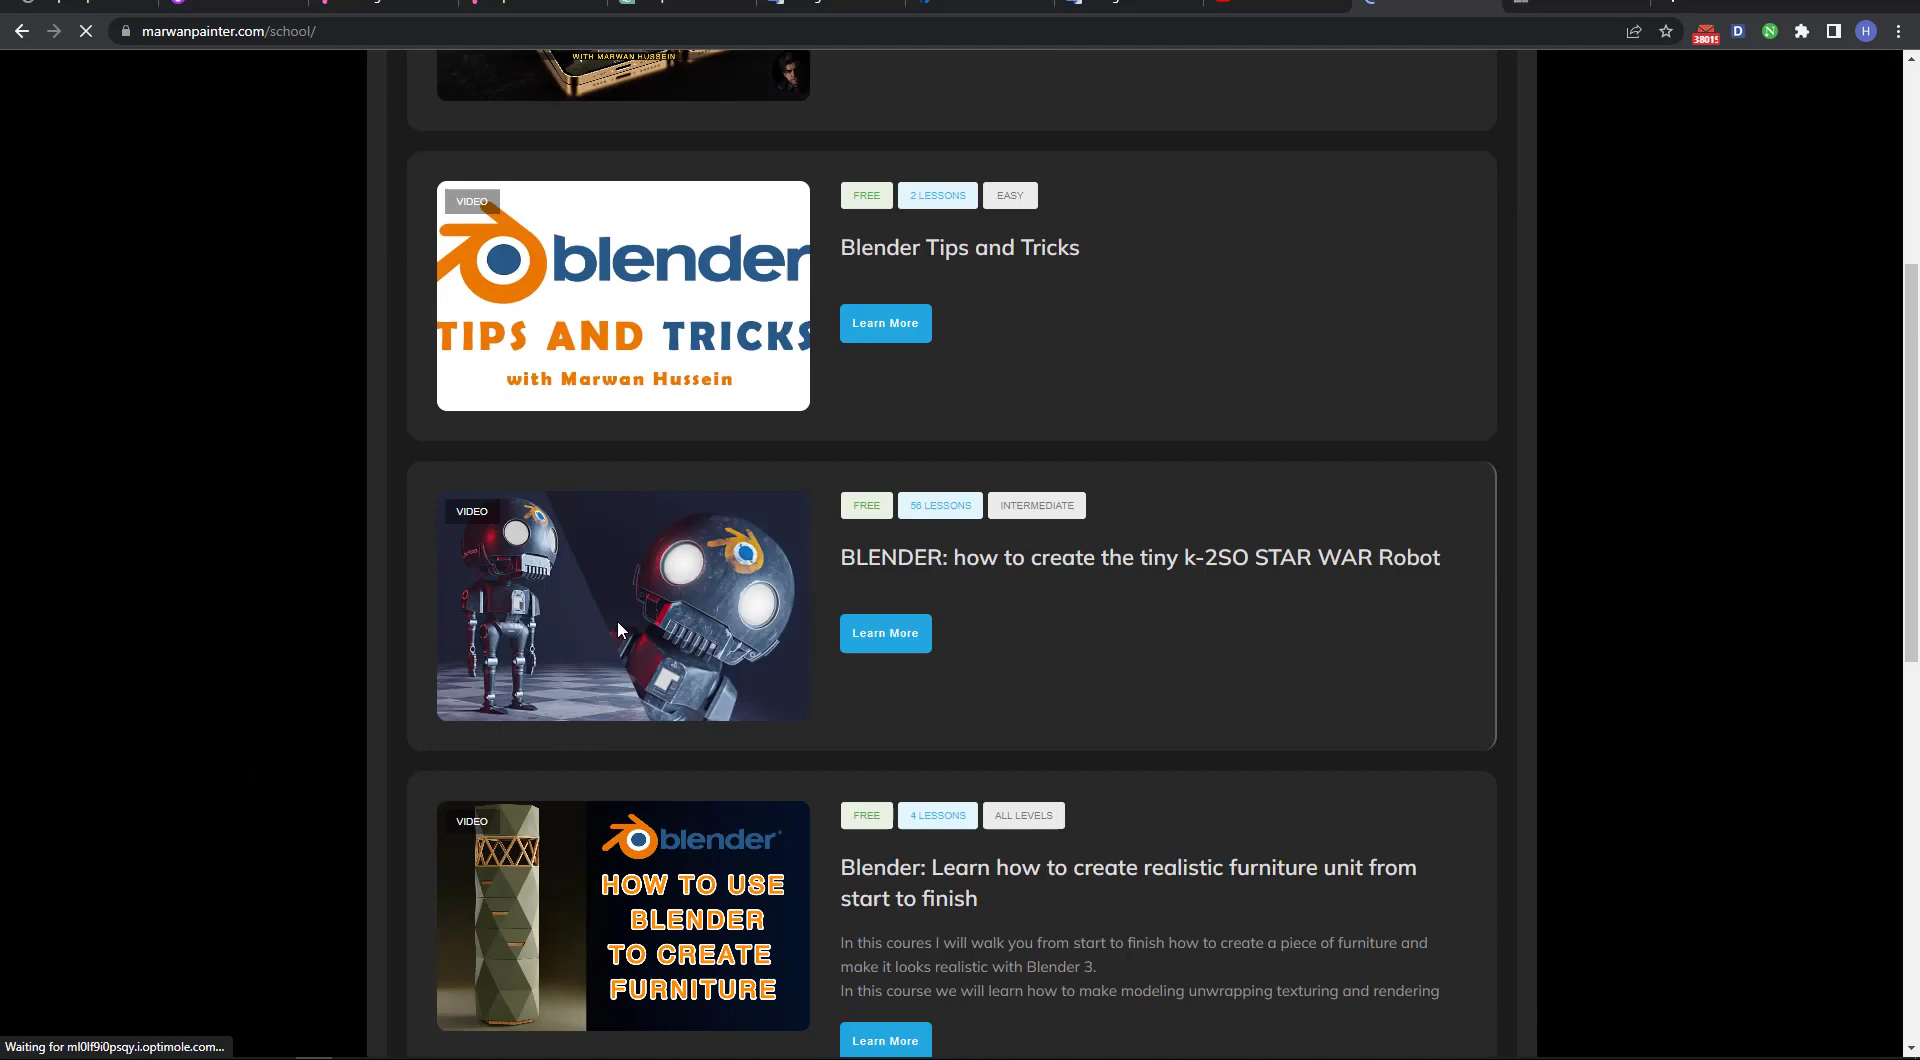 marwanpainter.com/school/
38019
D
N
H
WITH MARWAN HUSSEIN
VIDEO
blender
TIPS AND TRICKS
with Marwan Hussein
FREE
2 LESSONS
EASY
Blender Tips and Tricks
Learn More
VIDEO
FREE
56 LESSONS
INTERMEDIATE
BLENDER: how to create the tiny k-2SO STAR WAR Robot
Learn More
VIDEO
blender
HOW TO USE
BLENDER
TO CREATE
FURNITURE
FREE
4 LESSONS
ALL LEVELS
Blender: Learn how to create realistic furniture unit from
start to finish
In this coures I will walk you from start to finish how to create a piece of furniture and
make it looks realistic with Blender 3.
In this course we will learn how to make modeling unwrapping texturing and rendering
Learn More
Waiting for ml0lf9i0psqy.i.optimole.com...